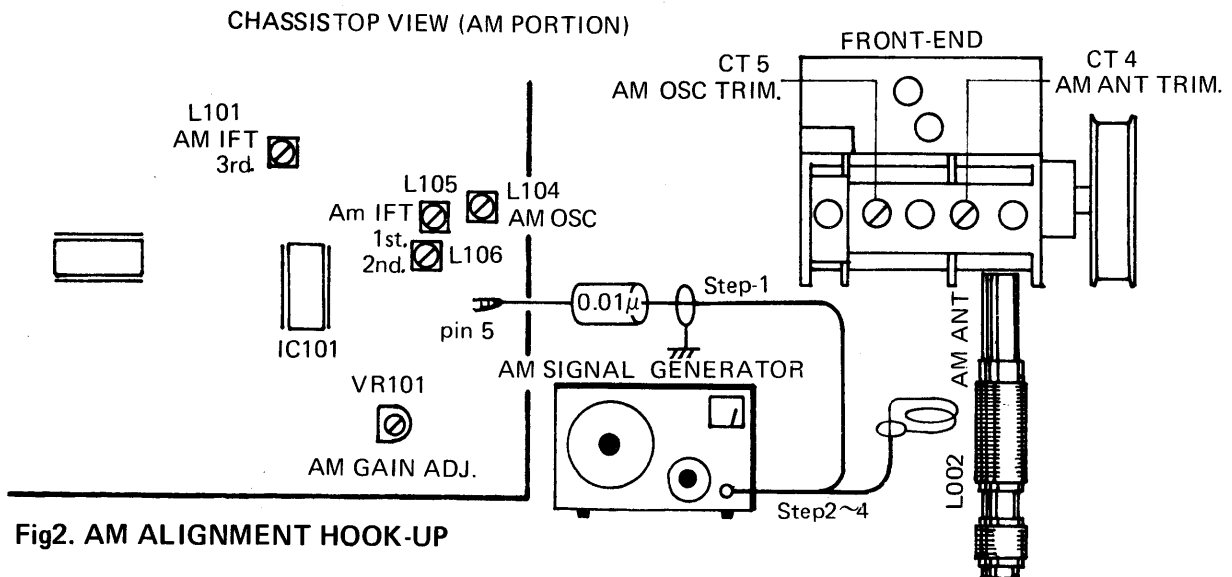 CHASSISTOP VIEW (AM PORTION)
FRONT-END
CT 5
AM OSC TRIM.
CT 4
AM ANT TRIM.
L101
AM IFT
3rd.
L105
Am IFT
1st.
2nd.
L104
AM OSC
L106
Step-1
0.01μ
pin 5
IC101
AM SIGNAL GENERATOR
VR101
AM GAIN ADJ.
AM ANT
L002
Step2~4
Fig2. AM ALIGNMENT HOOK-UP